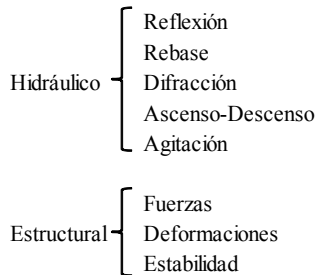 Reflexión
Rebase
Hidráulico Difracción
Ascenso-Descenso
Agitación
Fuerzas
Estructural Deformaciones
Estabilidad